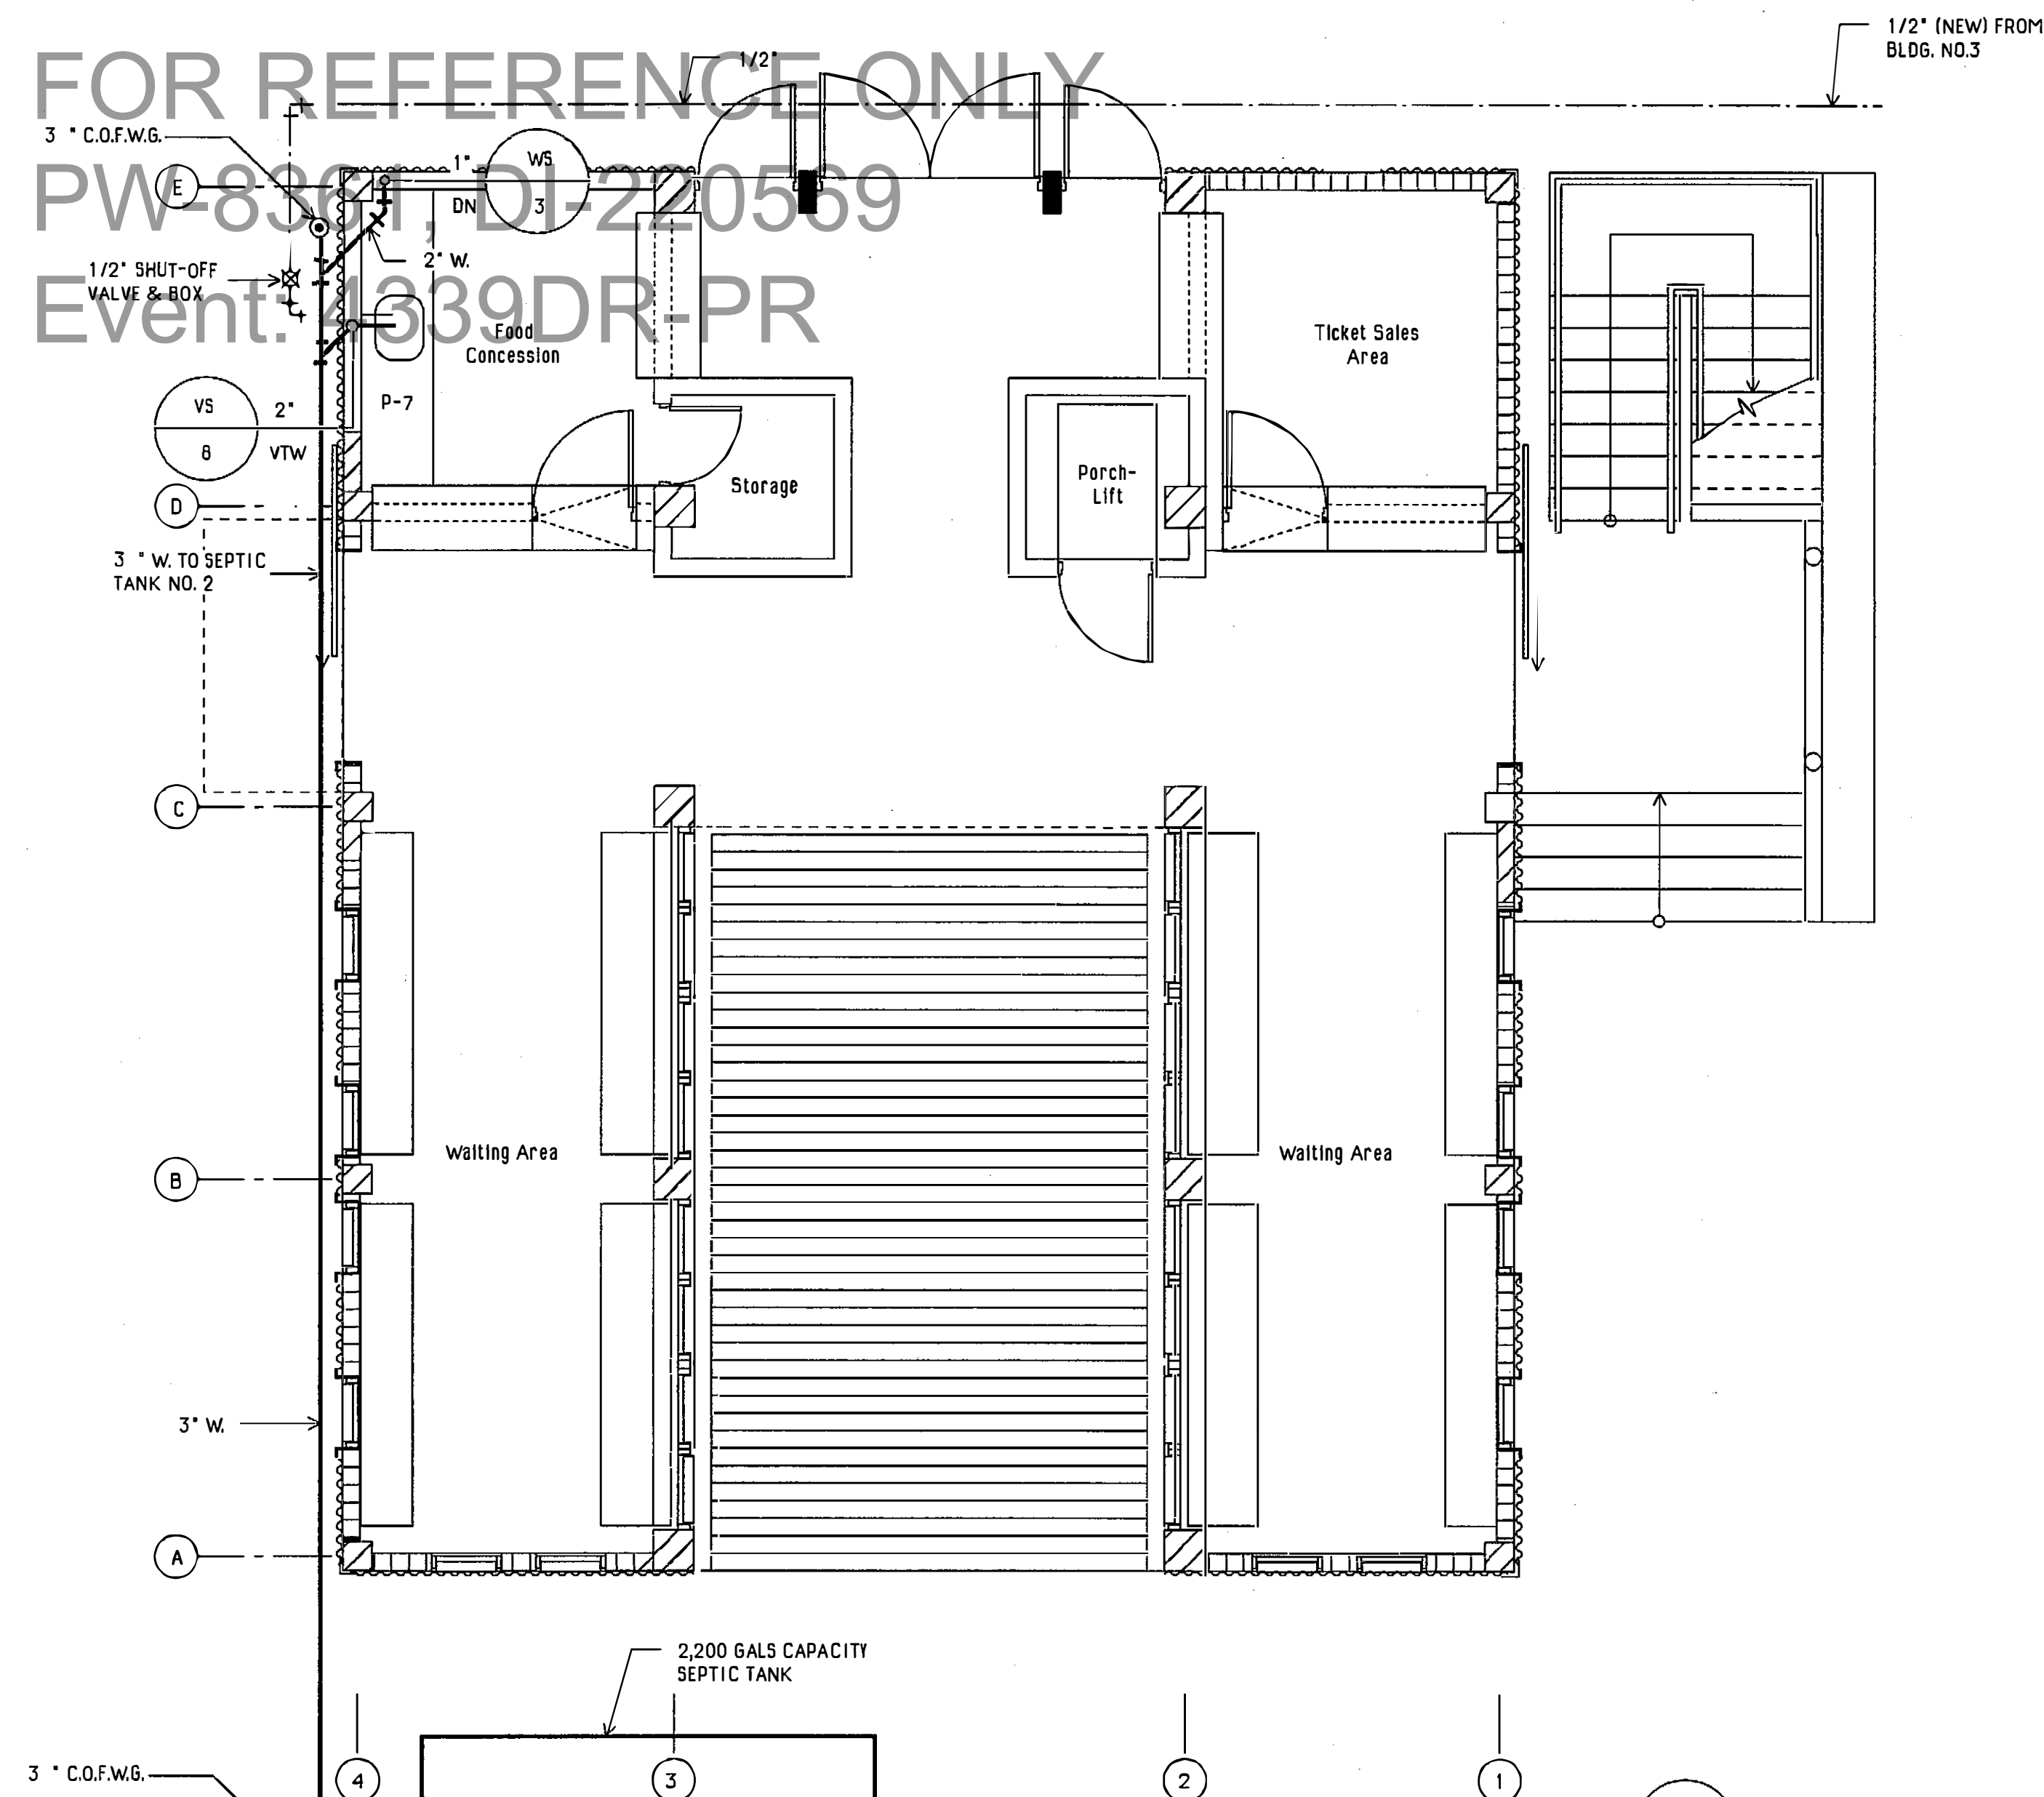 1/2" (NEW) FROM
BLDG. NO.3
1/2"
FOR REFERENCE ONLY
PW-8361, DI-220569
Event: 4339DR-PR
3 " C.O.F.W.G.
E
1"
WS
3
DN
2" W.
1/2" SHUT-OFF
VALVE & BOX
Food
Concession
Ticket Sales
Area
P-7
VS
8
2"
VTW
Storage
Porch-
Lift
D
3 " W. TO SEPTIC
TANK NO. 2
C
Waiting Area
Waiting Area
B
3" W.
A
2,200 GALS CAPACITY
SEPTIC TANK
3 " C.O.F.W.G.
4
3
2
1